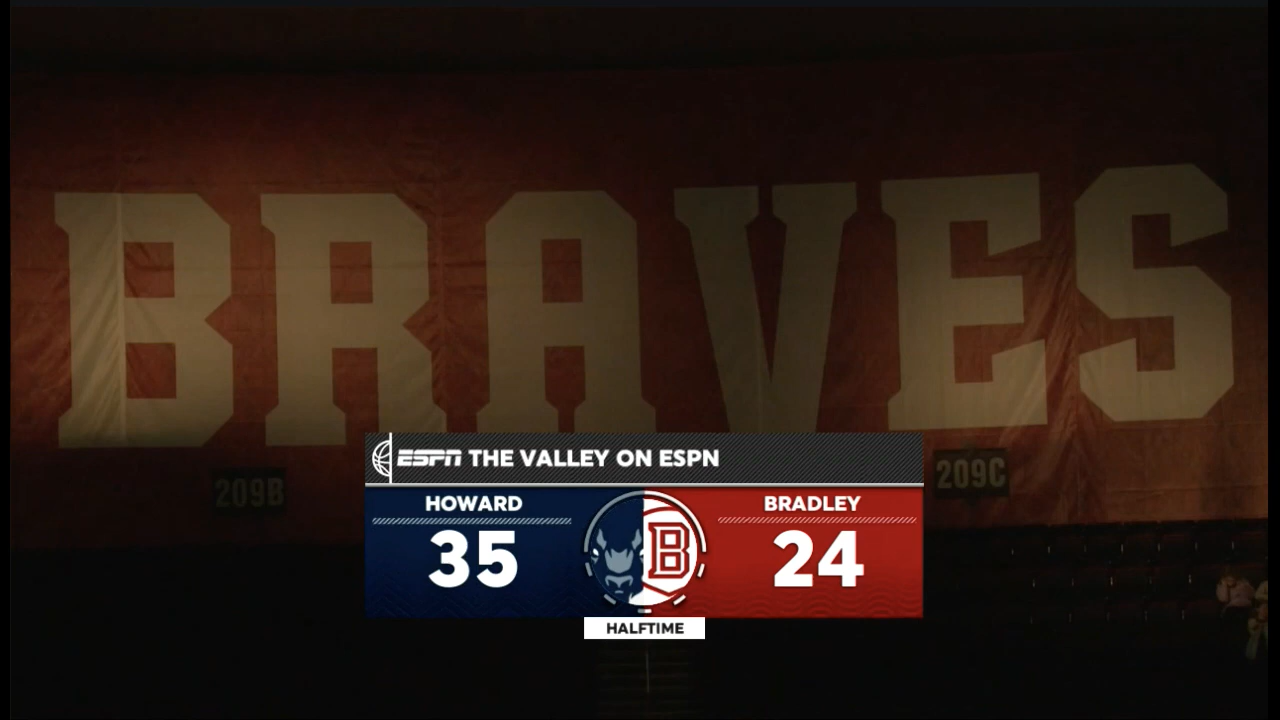 BRAVES
209B
209C
ESPN THE VALLEY ON ESPN
HOWARD
BRADLEY
35
B
24
HALFTIME